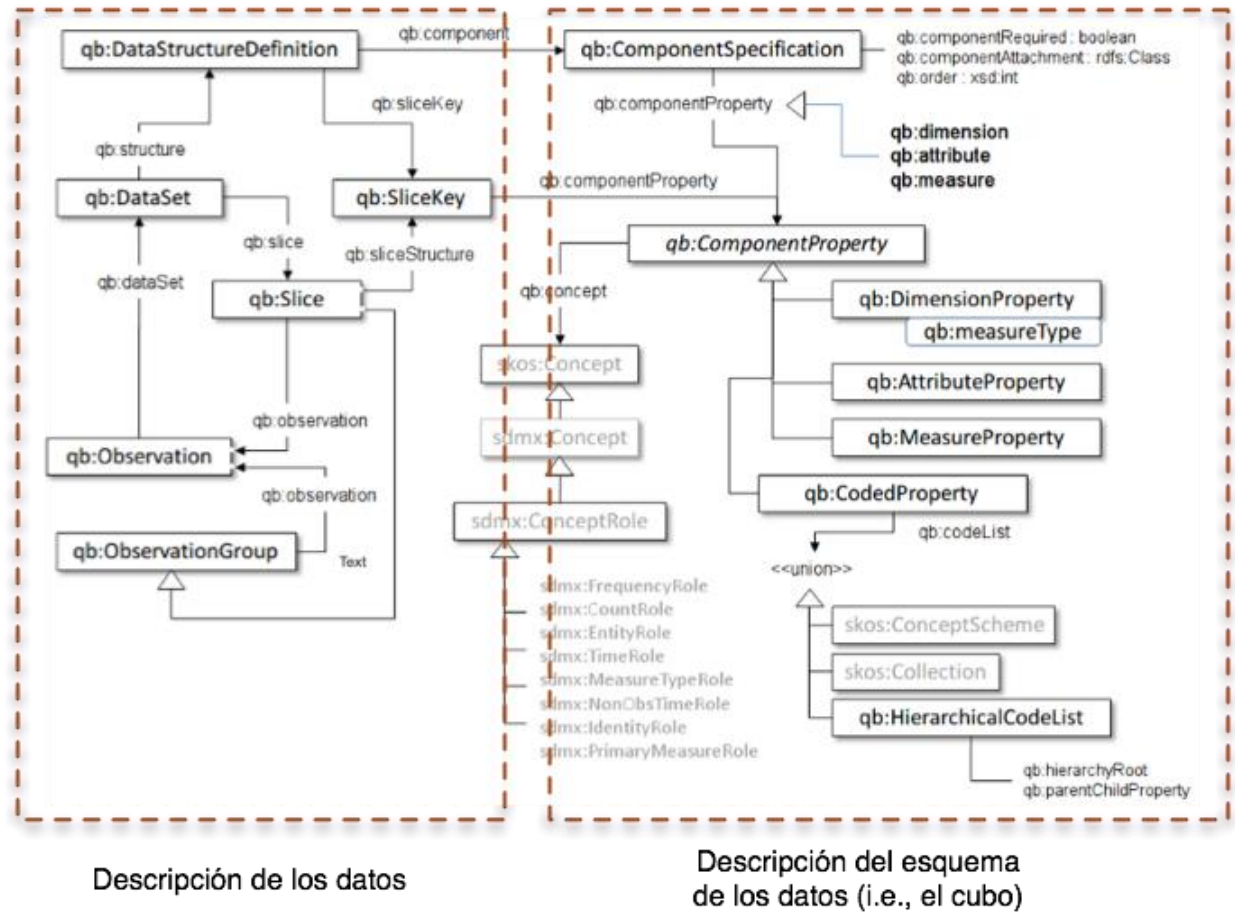 qb:DataStructureDefinition
qb:component
qb:ComponentSpecification
qb:componentRequired : boolean
qb:componentAttachment : rdfs:Class
qb:order : xsd:int
qb:sliceKey
qb:componentProperty
qb:dimension
qb:attribute
qb:measure
qb:structure
qb:DataSet
qb:SliceKey
qb:componentProperty
qb:slice
qb:sliceStructure
qb:ComponentProperty
qb:dataSet
qb:Slice
qb:concept
qb:DimensionProperty
qb:measureType
skos:Concept
qb:AttributeProperty
qb:observation
sdmx:Concept
qb:MeasureProperty
qb:Observation
qb:observation
qb:CodedProperty
sdmx:ConceptRole
qb:codeList
qb:ObservationGroup
Text
<<union>>
sdmx:FrequencyRole
sdmx:CountRole
sdmx:EntityRole
sdmx:TimeRole
sdmx:MeasureTypeRole
sdmx:NonObsTimeRole
sdmx:IdentityRole
sdmx:PrimaryMeasureRole
skos:ConceptScheme
skos:Collection
qb:HierarchicalCodeList
qb:hierarchyRoot
qb:parentChildProperty
Descripción de los datos
Descripción del esquema
de los datos (i.e., el cubo)